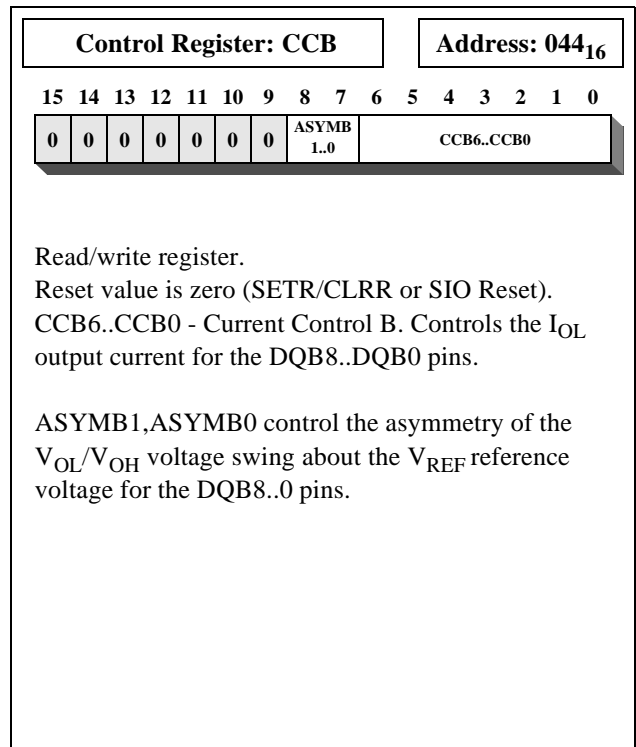 Control Register: CCB Address: 044₁₆
15 14 13 12 11 10 9 8 7 6 5 4 3 2 1 0
0 0 0 0 0 0 0 ASYMB 1..0 CCB6..CCB0
Read/write register.
Reset value is zero (SETR/CLRR or SIO Reset).
CCB6..CCB0 - Current Control B. Controls the I_OL
output current for the DQB8..DQB0 pins.
ASYMB1,ASYMB0 control the asymmetry of the
V_OL/V_OH voltage swing about the V_REF reference
voltage for the DQB8..0 pins.